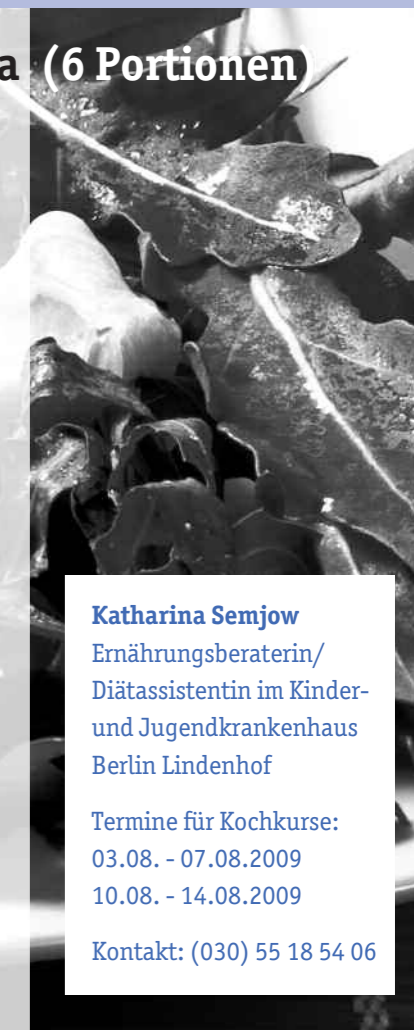 a (6 Portionen)
Katharina Semjow
Ernährungsberaterin/
Diätassistentin im Kinder-
und Jugendkrankenhaus
Berlin Lindenhof
Termine für Kochkurse:
03.08. - 07.08.2009
10.08. - 14.08.2009
Kontakt: (030) 55 18 54 06